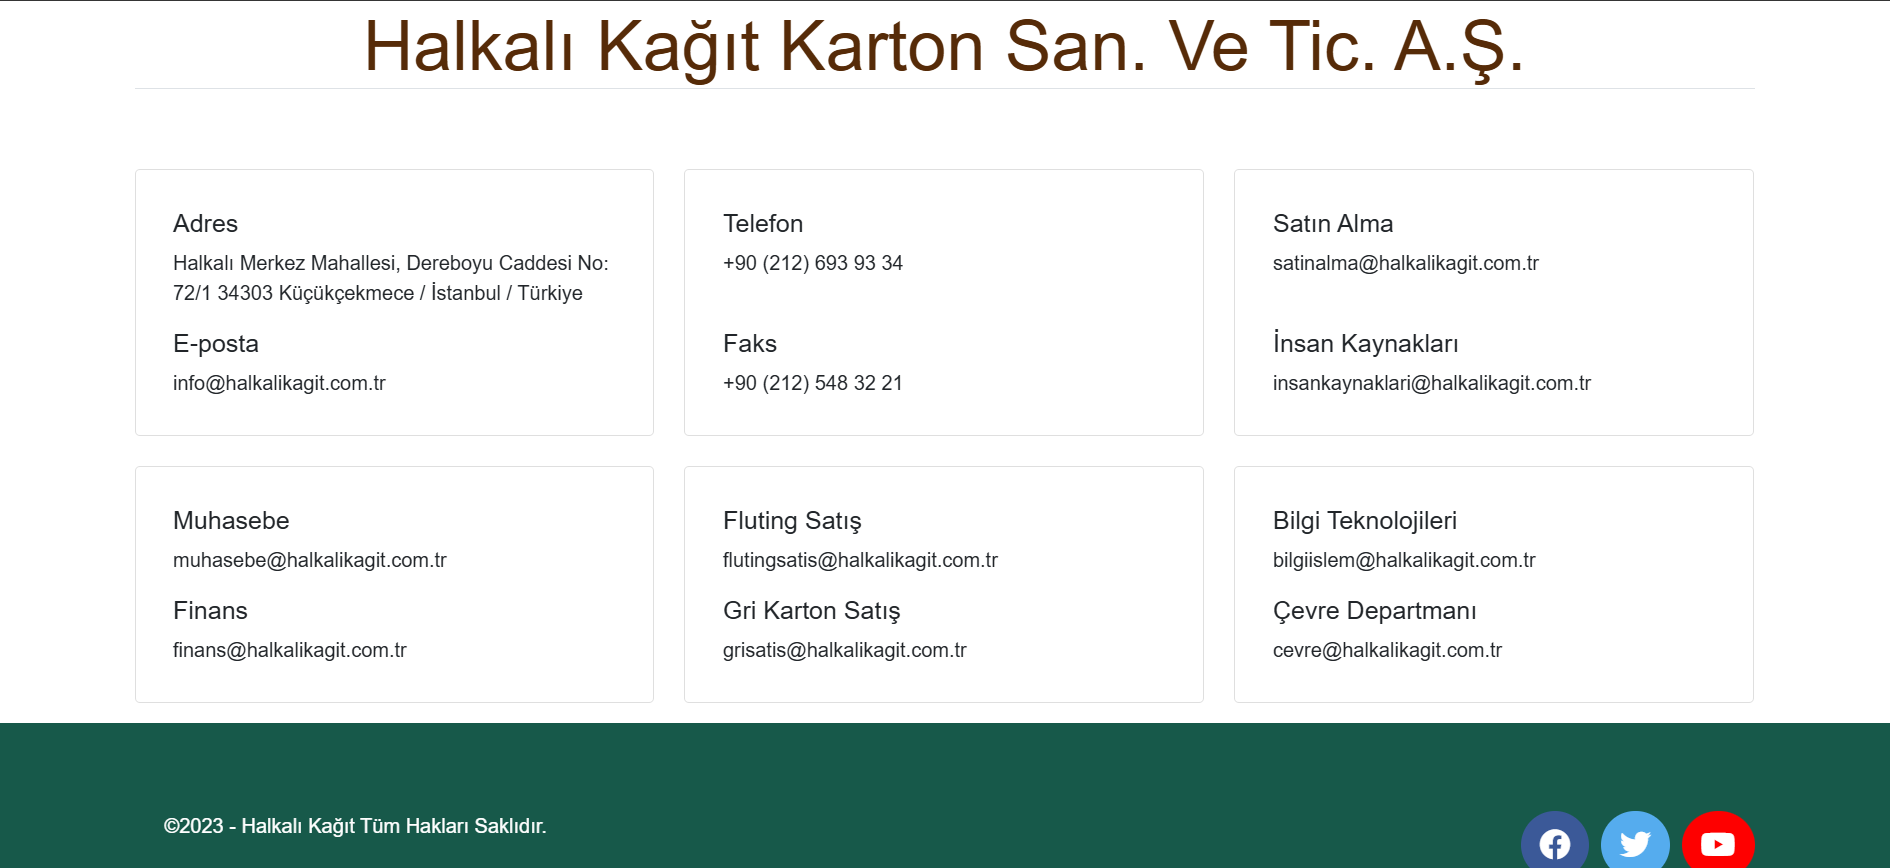 Halkalı Kağıt Karton San. Ve Tic. A.Ş.
Adres
Halkalı Merkez Mahallesi, Dereboyu Caddesi No:
72/1 34303 Küçükçekmece / İstanbul / Türkiye
E-posta
info@halkalikagit.com.tr
Telefon
+90 (212) 693 93 34
Faks
+90 (212) 548 32 21
Satın Alma
satinalma@halkalikagit.com.tr
İnsan Kaynakları
insankaynaklari@halkalikagit.com.tr
Muhasebe
muhasebe@halkalikagit.com.tr
Finans
finans@halkalikagit.com.tr
Fluting Satış
flutingsatis@halkalikagit.com.tr
Gri Karton Satış
grisatis@halkalikagit.com.tr
Bilgi Teknolojileri
bilgiislem@halkalikagit.com.tr
Çevre Departmanı
cevre@halkalikagit.com.tr
©2023 - Halkalı Kağıt Tüm Hakları Saklıdır.